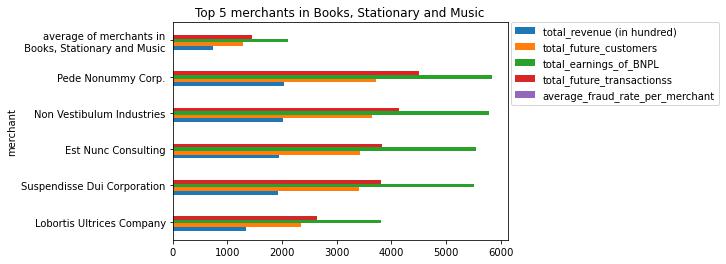 Top 5 merchants in Books, Stationary and Music
average of merchants in
Books, Stationary and Music
Pede Nonummy Corp.
Non Vestibulum Industries
Est Nunc Consulting
Suspendisse Dui Corporation
Lobortis Ultrices Company
merchant
0 1000 2000 3000 4000 5000 6000
total_revenue (in hundred)
total_future_customers
total_earnings_of_BNPL
total_future_transactionss
average_fraud_rate_per_merchant